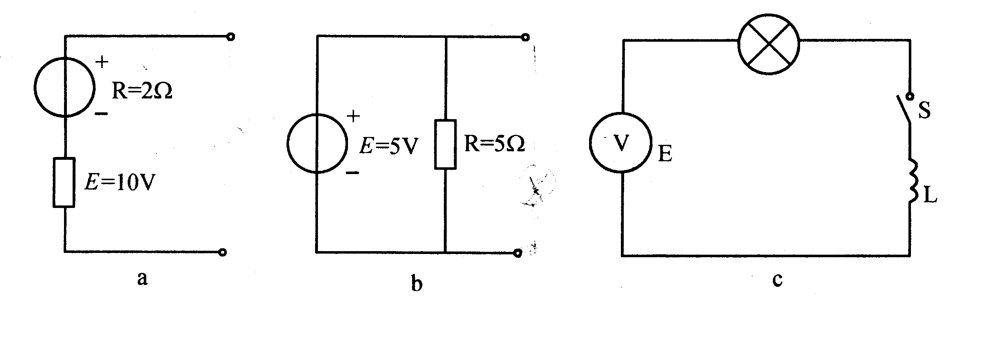 +
R=2Ω
−
E=10V
a
+
E=5V
−
R=5Ω
b
V
E
S
L
c